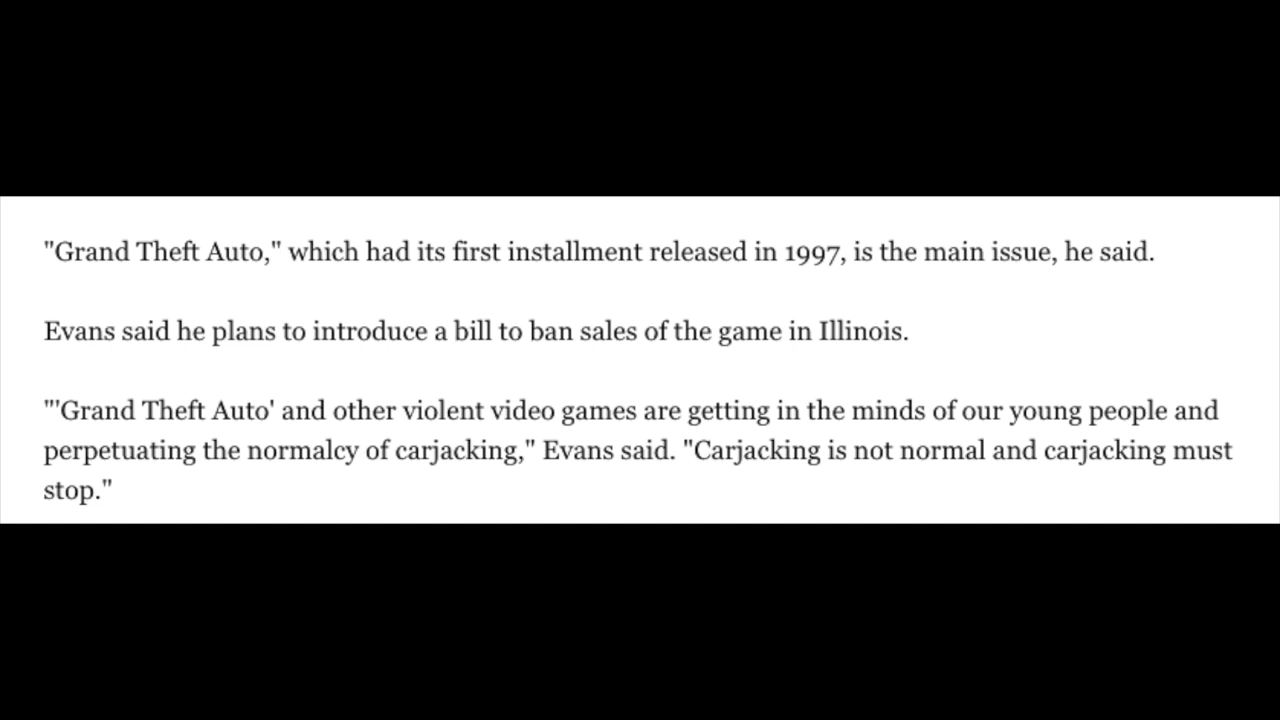 "Grand Theft Auto," which had its first installment released in 1997, is the main issue, he said.
Evans said he plans to introduce a bill to ban sales of the game in Illinois.
"'Grand Theft Auto' and other violent video games are getting in the minds of our young people and
perpetuating the normalcy of carjacking," Evans said. "Carjacking is not normal and carjacking must
stop."